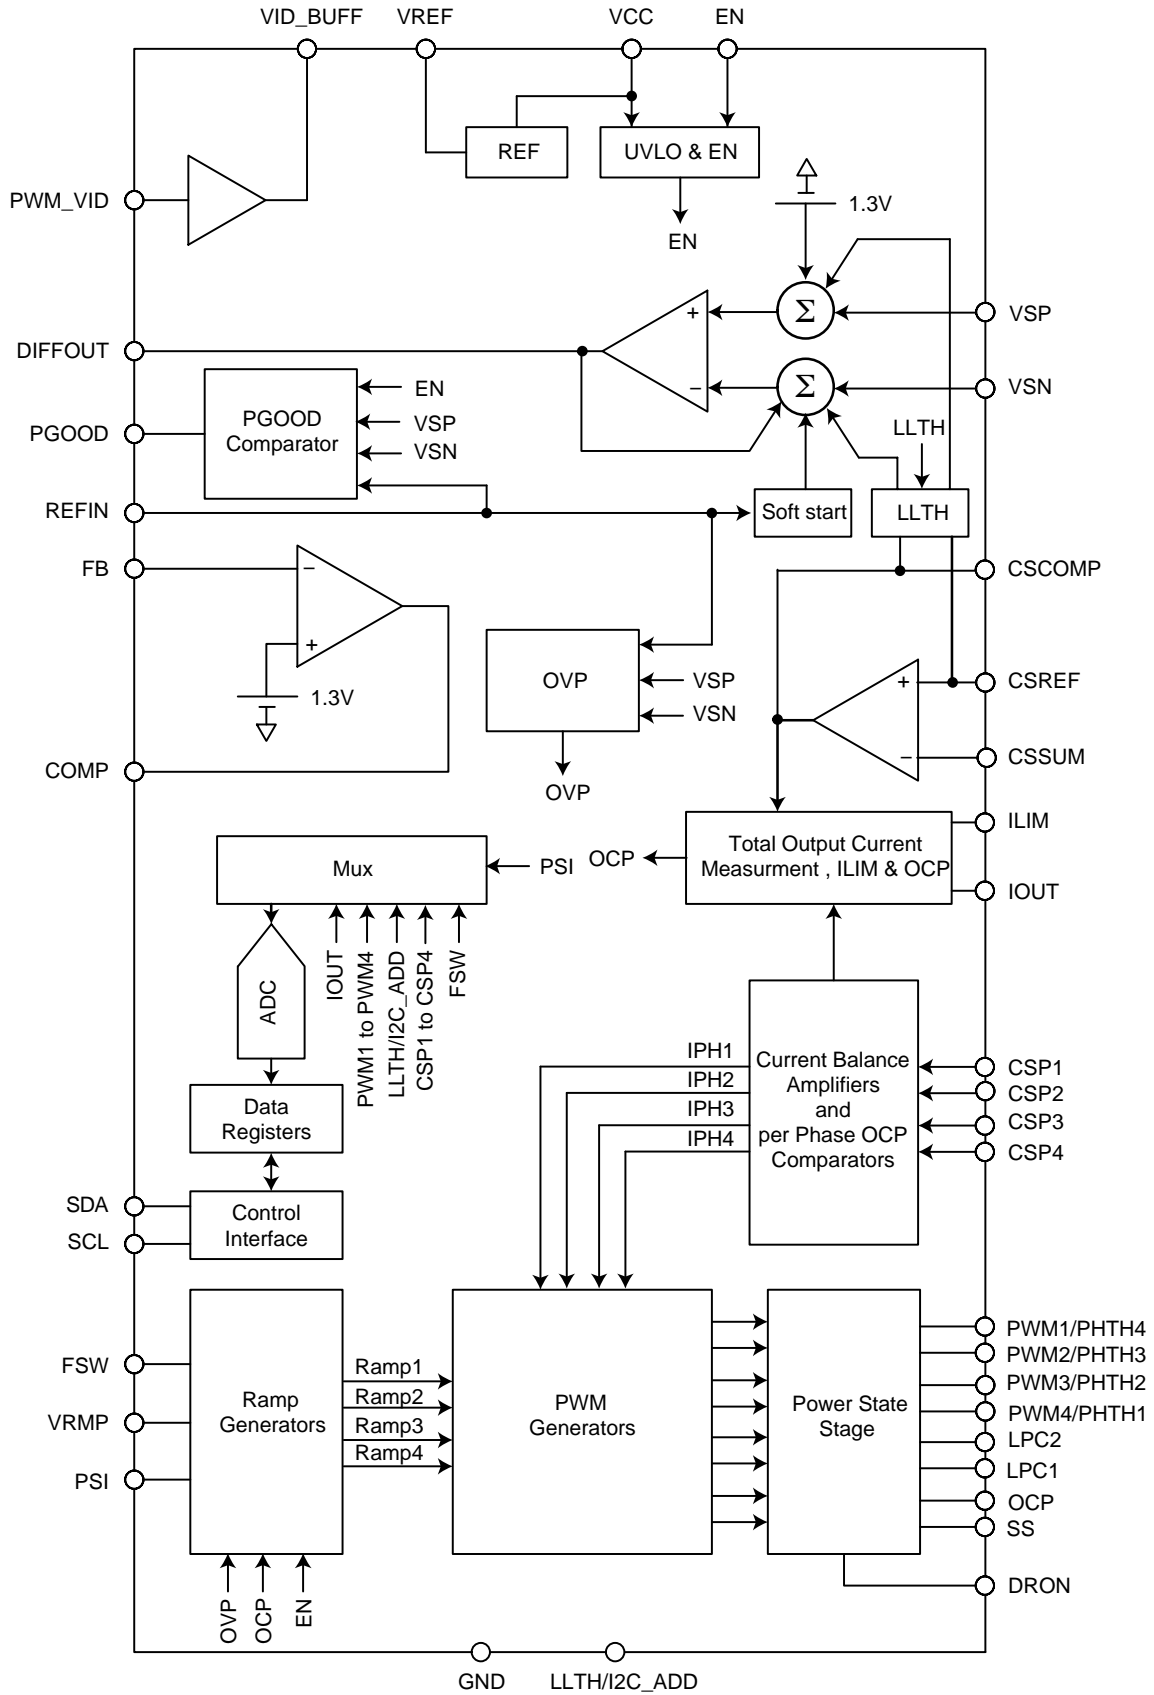 VID_BUFF
VREF
VCC
EN
REF
UVLO & EN
PWM_VID
1.3V
EN
Σ
VSP
+
DIFFOUT
−
Σ
VSN
EN
PGOOD
Comparator
VSP
VSN
PGOOD
LLTH
REFIN
Soft start
LLTH
FB
−
+
1.3V
CSCOMP
OVP
VSP
VSN
OVP
+
CSREF
−
CSSUM
COMP
ILIM
Total Output Current
Measurment , ILIM & OCP
OCP
IOUT
Mux
PSI
ADC
IOUT
PWM1 to PWM4
LLTH/I2C_ADD
CSP1 to CSP4
FSW
Data
Registers
IPH1
IPH2
IPH3
IPH4
Current Balance
Amplifiers
and
per Phase OCP
Comparators
CSP1
CSP2
CSP3
CSP4
SDA
SCL
Control
Interface
FSW
VRMP
PSI
Ramp
Generators
Ramp1
Ramp2
Ramp3
Ramp4
PWM
Generators
Power State
Stage
PWM1/PHTH4
PWM2/PHTH3
PWM3/PHTH2
PWM4/PHTH1
LPC2
LPC1
OCP
SS
DRON
OVP
OCP
EN
GND
LLTH/I2C_ADD